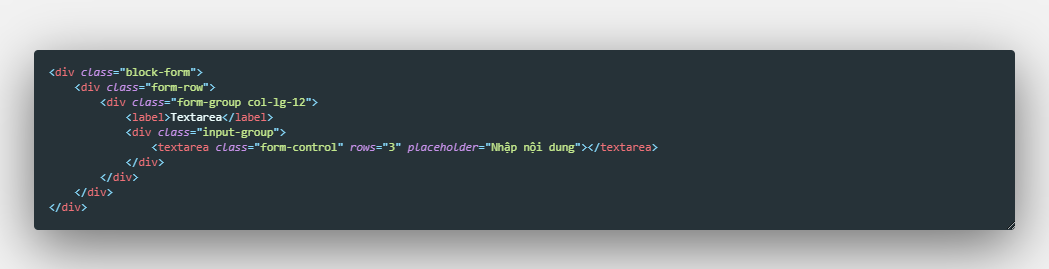 <div class="block-form">
    <div class="form-row">
        <div class="form-group col-lg-12">
            <label>Textarea</label>
            <div class="input-group">
                <textarea class="form-control" rows="3" placeholder="Nhập nội dung"></textarea>
            </div>
        </div>
    </div>
</div>